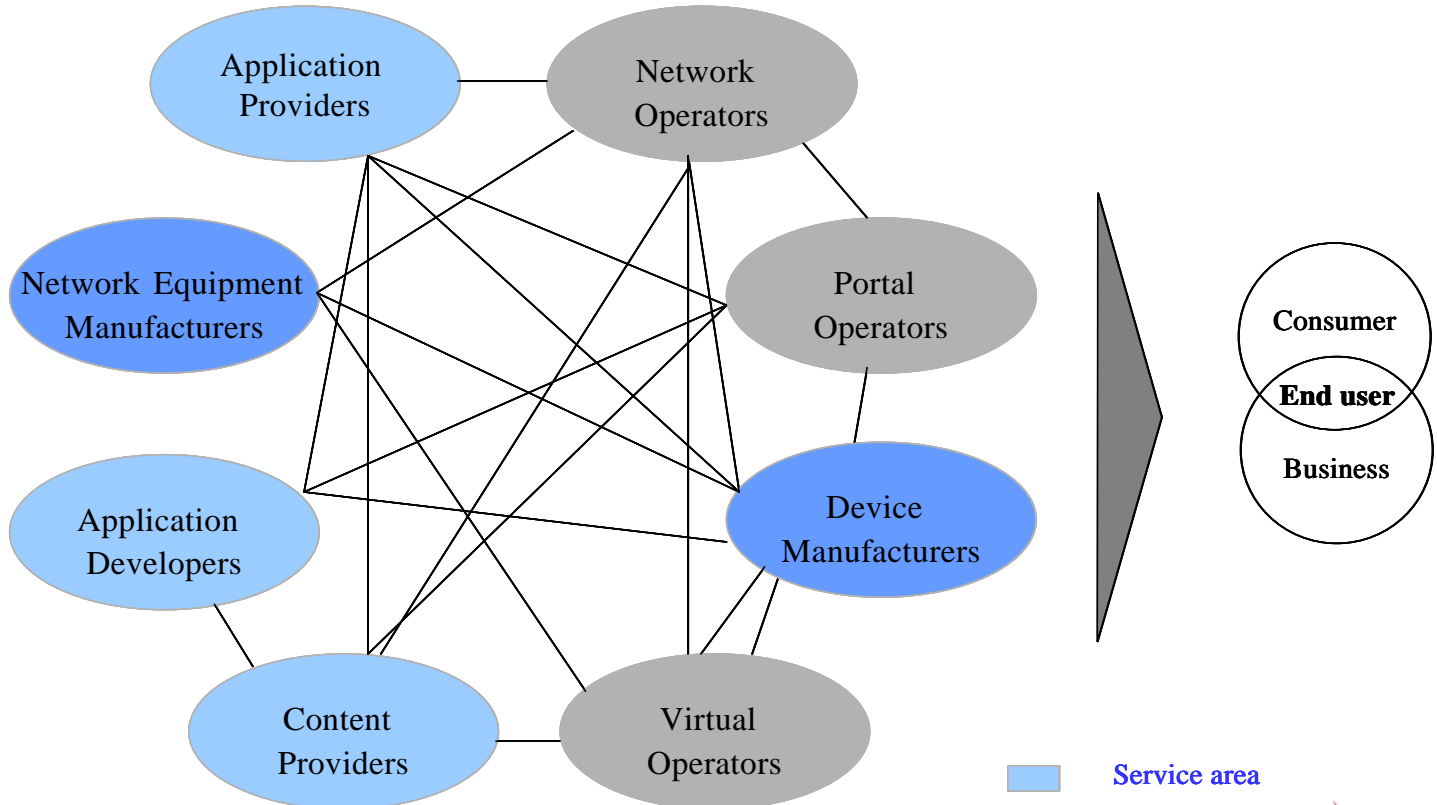 Application
Providers
Network
Operators
Network Equipment
Manufacturers
Portal
Operators
Consumer
End user
Business
Application
Developers
Device
Manufacturers
Content
Providers
Virtual
Operators
Service area